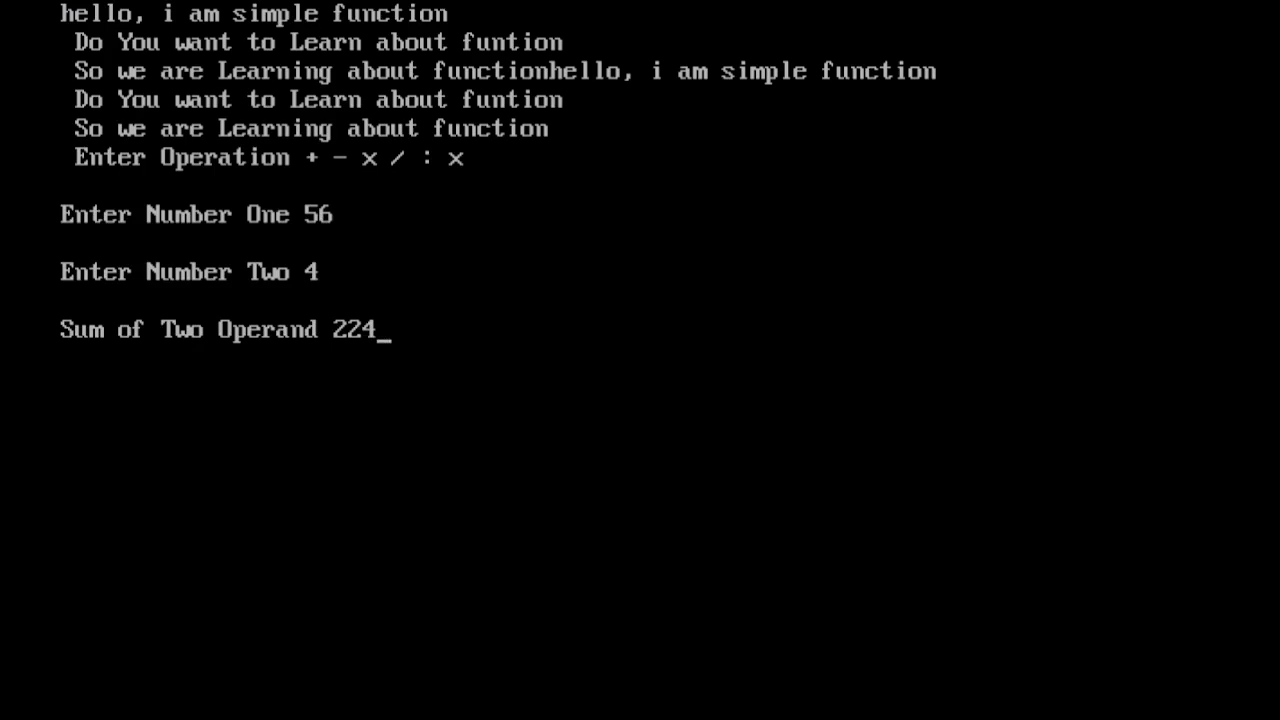 hello, i am simple function
Do You want to Learn about funtion
So we are Learning about functionhello, i am simple function
Do You want to Learn about funtion
So we are Learning about function
Enter Operation + - x / : x
Enter Number One 56
Enter Number Two 4
Sum of Two Operand 224_